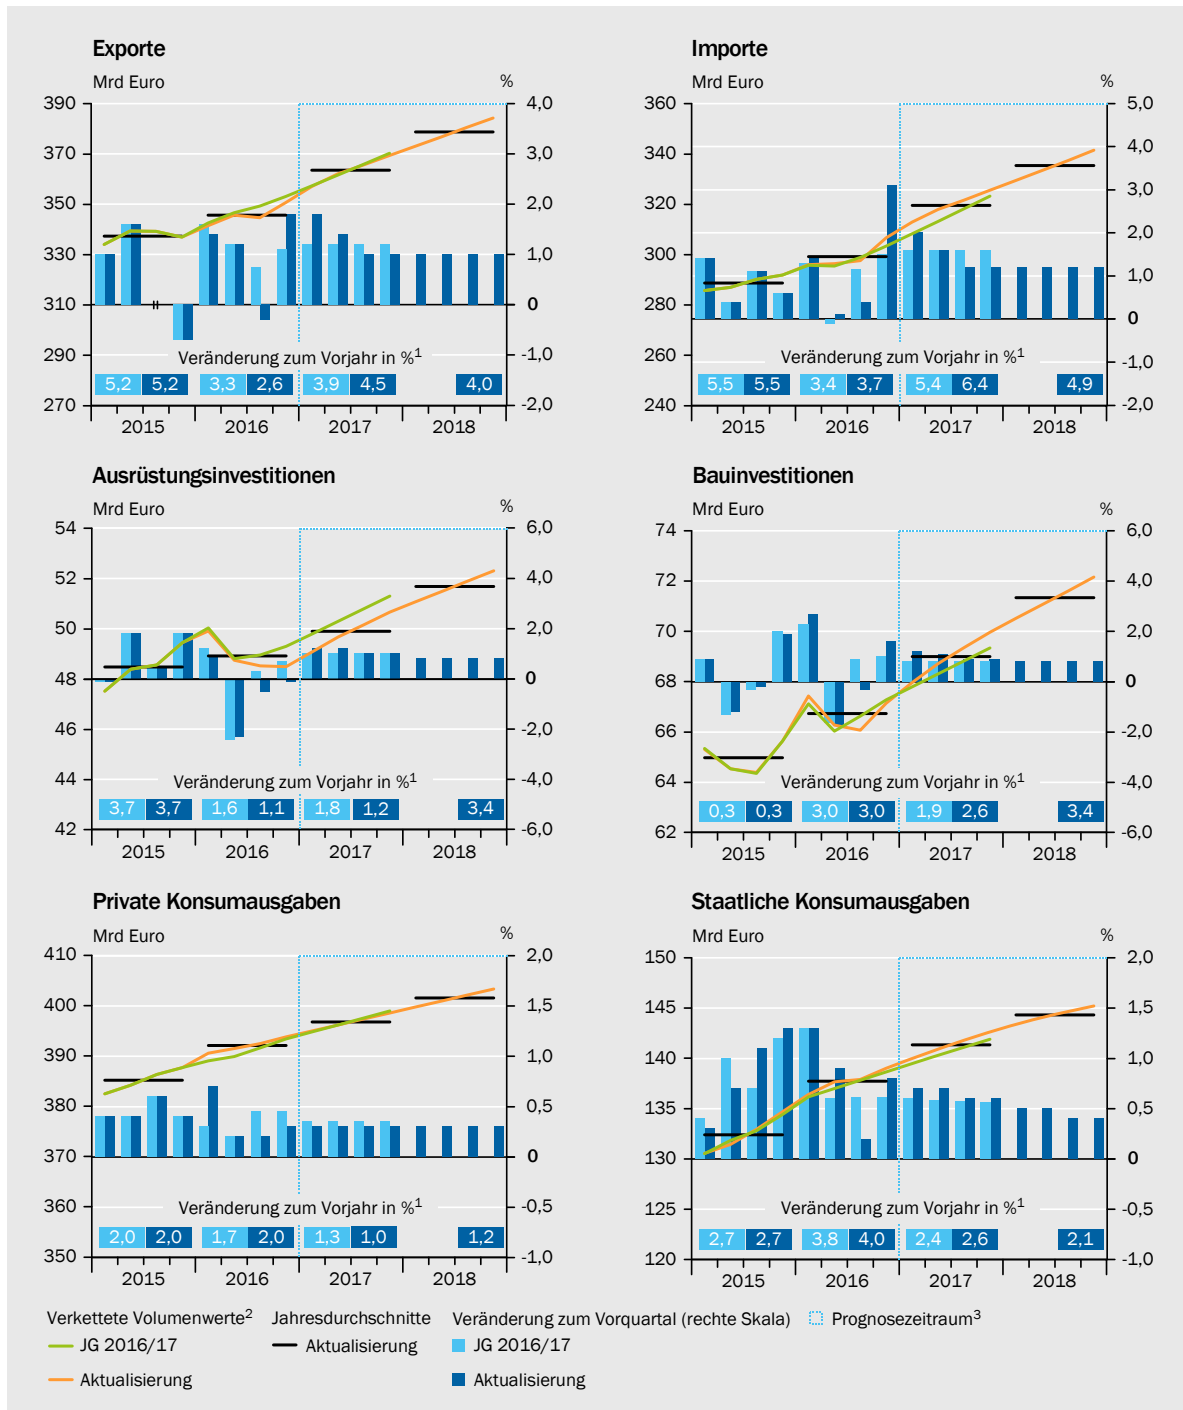 Exporte
Mrd Euro %
390 4,0
370 3,0
350 2,0
330 1,0
310 0
290 -1,0
270 -2,0
Veränderung zum Vorjahr in %1
5,2 5,2 3,3 2,6 3,9 4,5 4,0
2015 2016 2017 2018
Importe
Mrd Euro %
360 5,0
340 4,0
320 3,0
300 2,0
280 1,0
260 0
240 -1,0
-2,0
Veränderung zum Vorjahr in %1
5,5 5,5 3,4 3,7 5,4 6,4 4,9
2015 2016 2017 2018
Ausrüstungsinvestitionen
Mrd Euro %
54 6,0
52 4,0
50 2,0
48 0
46 -2,0
44 -4,0
42 -6,0
Veränderung zum Vorjahr in %1
3,7 3,7 1,6 1,1 1,8 1,2 3,4
2015 2016 2017 2018
Bauinvestitionen
Mrd Euro %
74 6,0
72 4,0
70 2,0
68 0
66 -2,0
64 -4,0
62 -6,0
Veränderung zum Vorjahr in %1
0,3 0,3 3,0 3,0 1,9 2,6 3,4
2015 2016 2017 2018
Private Konsumausgaben
Mrd Euro %
410 2,0
400 1,5
390 1,0
380 0,5
370 0
360 -0,5
350 -1,0
Veränderung zum Vorjahr in %1
2,0 2,0 1,7 2,0 1,3 1,0 1,2
2015 2016 2017 2018
Staatliche Konsumausgaben
Mrd Euro %
150 2,0
145 1,5
140 1,0
135 0,5
130 0
125 -0,5
120 -1,0
Veränderung zum Vorjahr in %1
2,7 2,7 3,8 4,0 2,4 2,6 2,1
2015 2016 2017 2018
Verkettete Volumenwerte2 Jahresdurchschnitte Veränderung zum Vorquartal (rechte Skala) Prognosezeitraum3
JG 2016/17 Aktualisierung JG 2016/17
Aktualisierung Aktualisierung